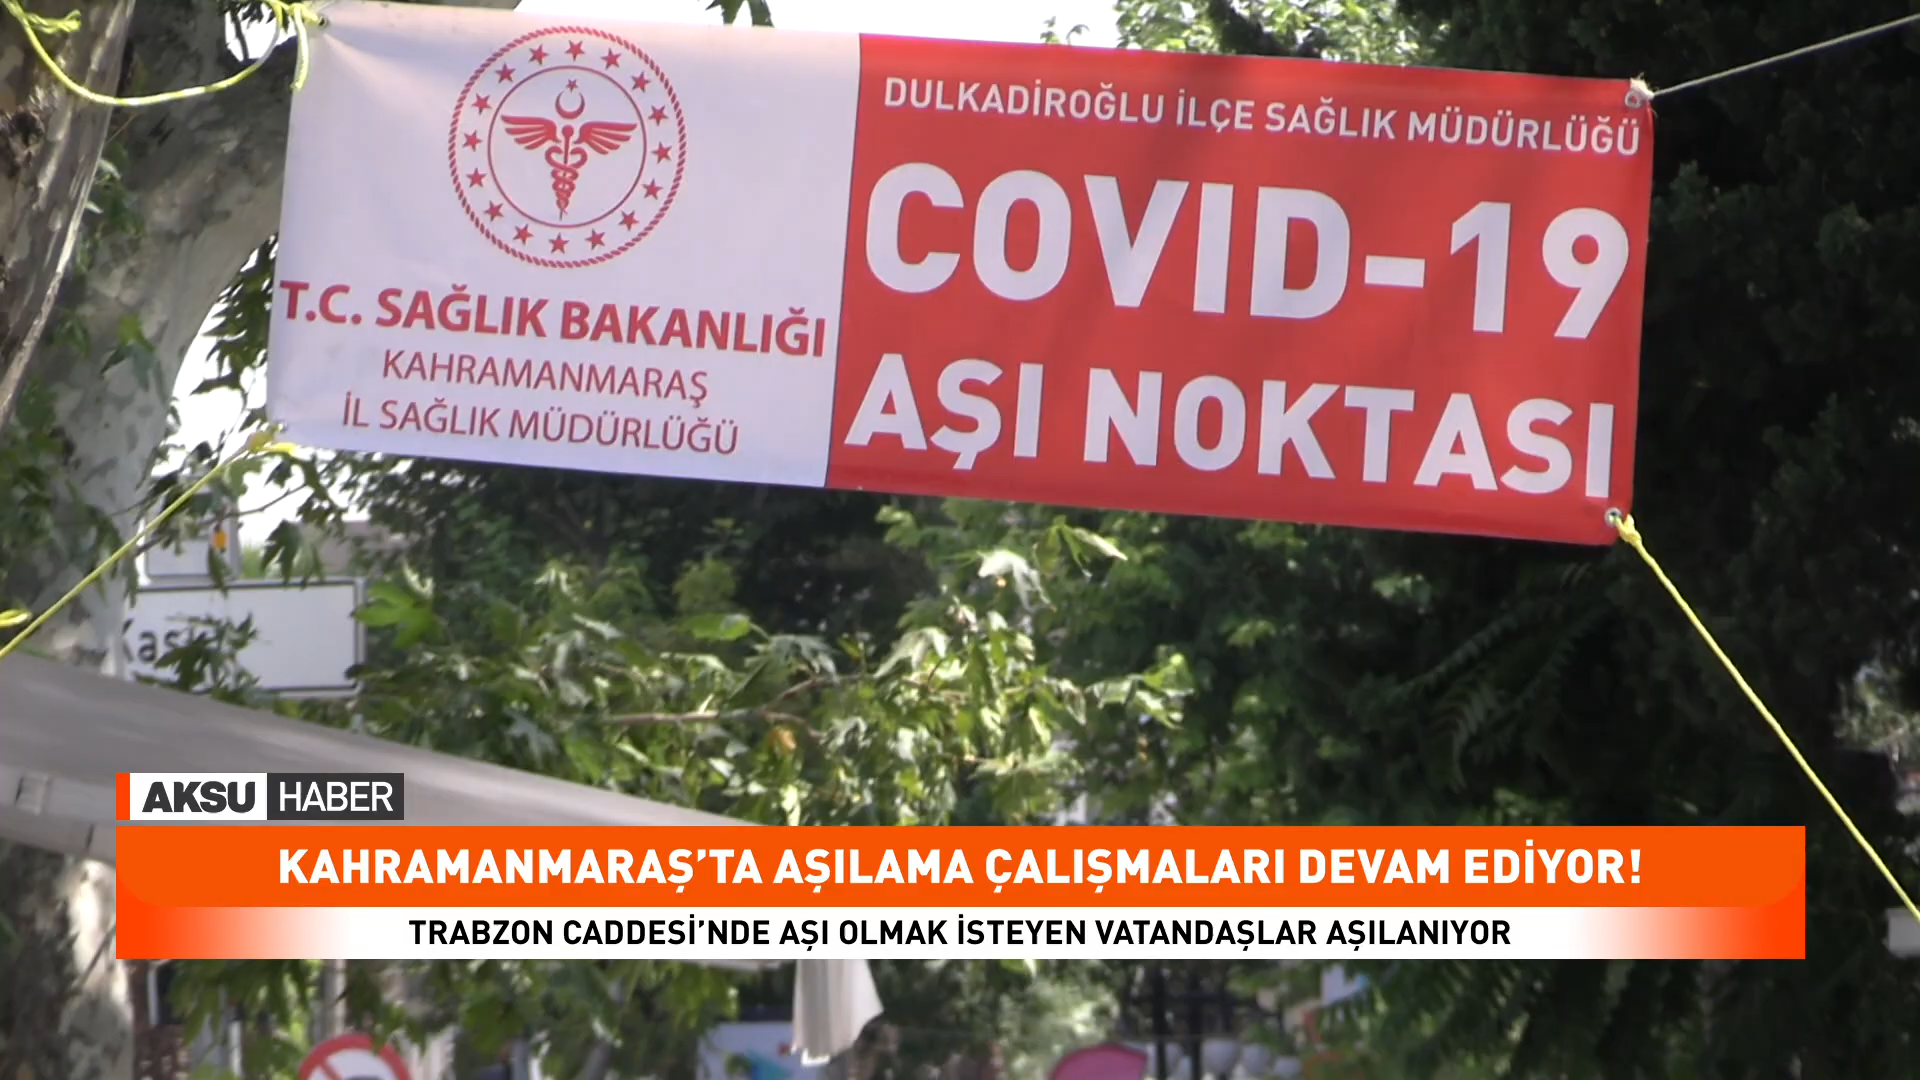 T.C. SAĞLIK BAKANLIĞI
KAHRAMANMARAŞ
İL SAĞLIK MÜDÜRLÜĞÜ
DULKADİROĞLU İLÇE SAĞLIK MÜDÜRLÜĞÜ
COVID-19
AŞI NOKTASI
AKSU HABER
KAHRAMANMARAŞ’TA AŞILAMA ÇALIŞMALARI DEVAM EDİYOR!
TRABZON CADDESİ’NDE AŞI OLMAK İSTEYEN VATANDAŞLAR AŞILANIYOR